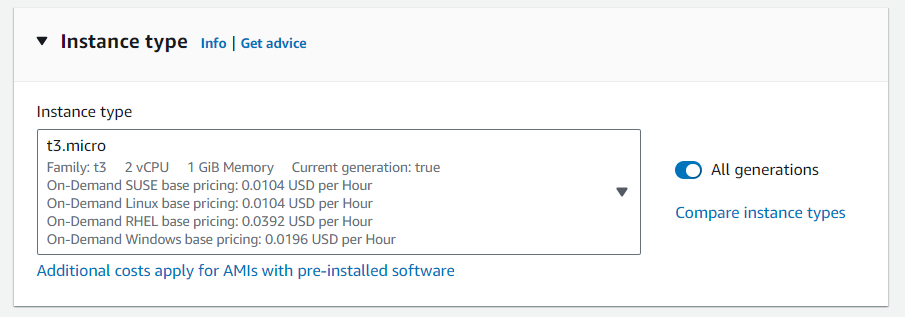 Instance type Info | Get advice
Instance type
t3.micro
Family: t3 2 vCPU 1 GiB Memory Current generation: true
On-Demand SUSE base pricing: 0.0104 USD per Hour
On-Demand Linux base pricing: 0.0104 USD per Hour
On-Demand RHEL base pricing: 0.0392 USD per Hour
On-Demand Windows base pricing: 0.0196 USD per Hour
All generations
Compare instance types
Additional costs apply for AMIs with pre-installed software